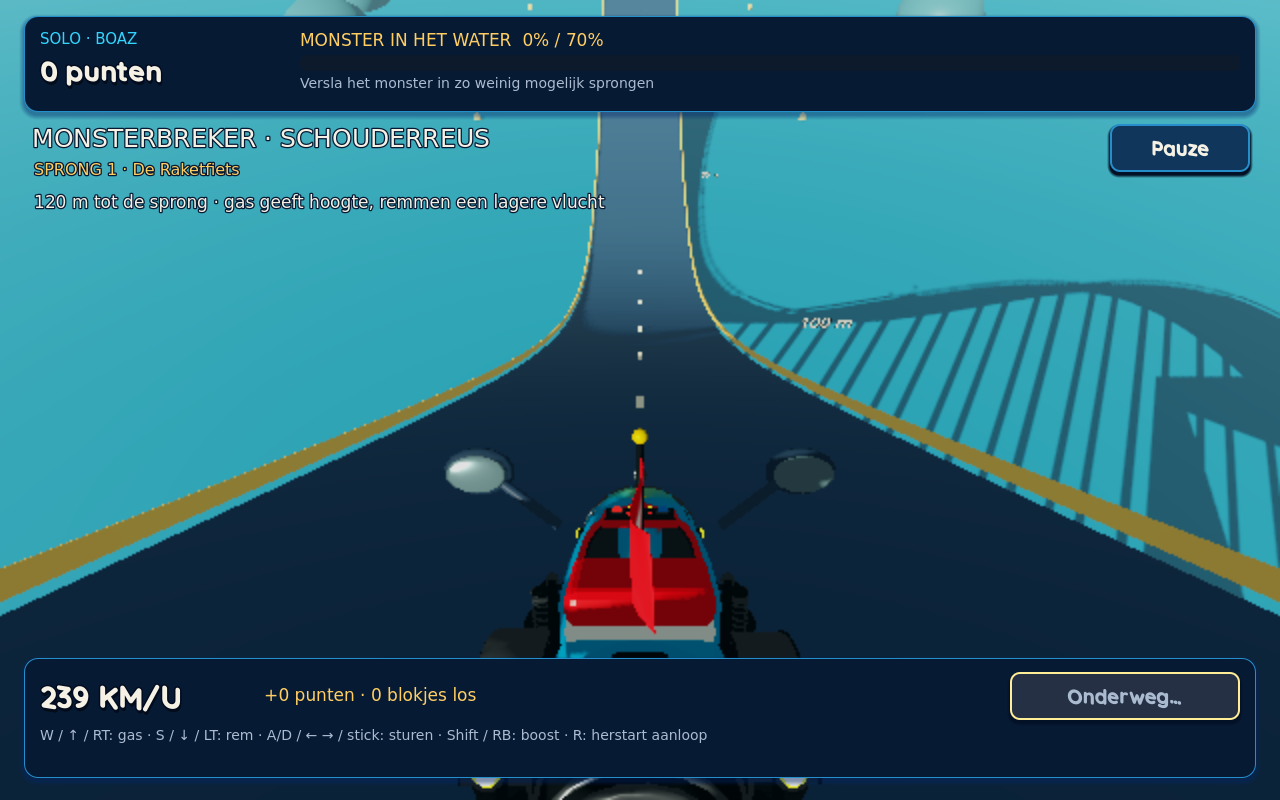 SOLO · BOAZ
0 punten
MONSTER IN HET WATER 0% / 70%
Versla het monster in zo weinig mogelijk sprongen
MONSTERBREKER · SCHOUDERREUS
SPRONG 1 · De Raketfiets
120 m tot de sprong · gas geeft hoogte, remmen een lagere vlucht
Pauze
100 m
239 KM/U
+0 punten · 0 blokjes los
Onderweg…
W / ↑ / RT: gas · S / ↓ / LT: rem · A/D / ← → / stick: sturen · Shift / RB: boost · R: herstart aanloop